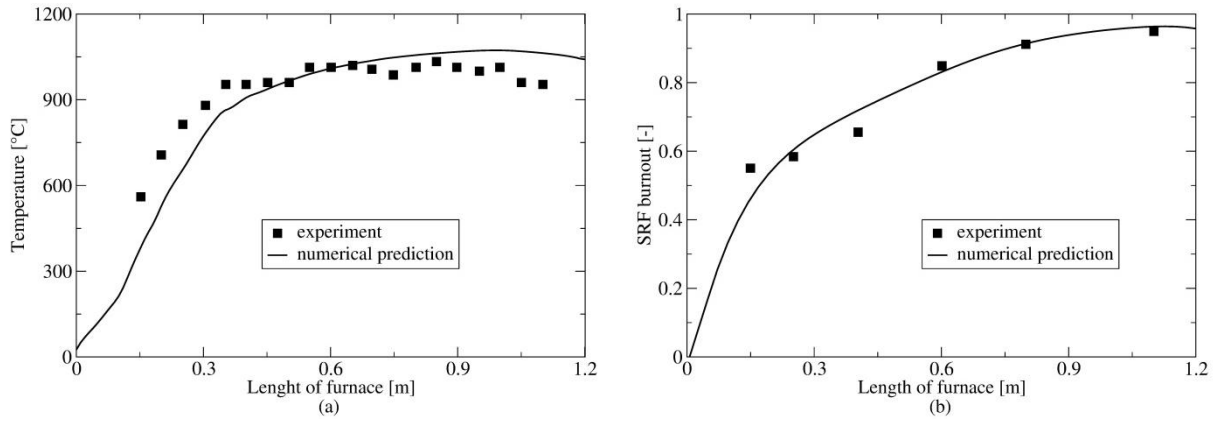 1200
900
600
300
0
0
0.3
0.6
0.9
1.2
Temperature [°C]
experiment
numerical prediction
Lenght of furnace [m]
(a)
1
0.8
0.6
0.4
0.2
0
0
0.3
0.6
0.9
1.2
SRF burnout [-]
experiment
numerical prediction
Length of furnace [m]
(b)